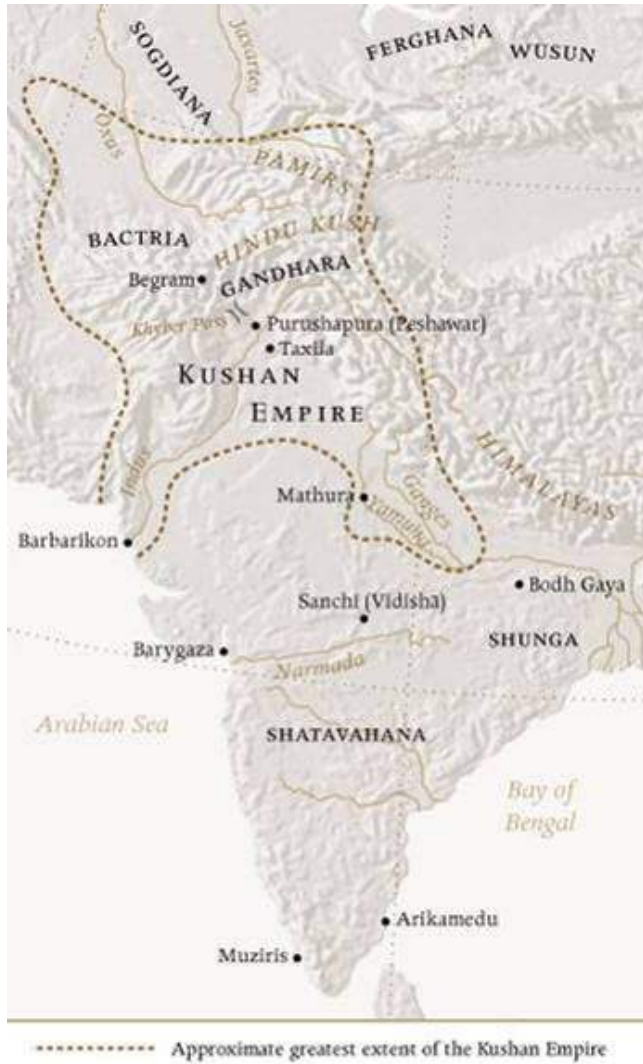 FERGHANA
WUSUN
SOGDIANA
Jaxartes
Oxus
PAMIRS
BACTRIA
HINDU KUSH
Begram
GANDHARA
Khyber Pass
Purushapura (Peshawar)
Taxila
KUSHAN
EMPIRE
HIMALAYAS
Indus
Mathura
Ganges
Yamuna
Barbarikon
Bodh Gaya
Sanchi (Vidishā)
SHUNGA
Barygaza
Narmada
Arabian Sea
SHATAVAHANA
Bay of
Bengal
Arikamedu
Muziris
Approximate greatest extent of the Kushan Empire